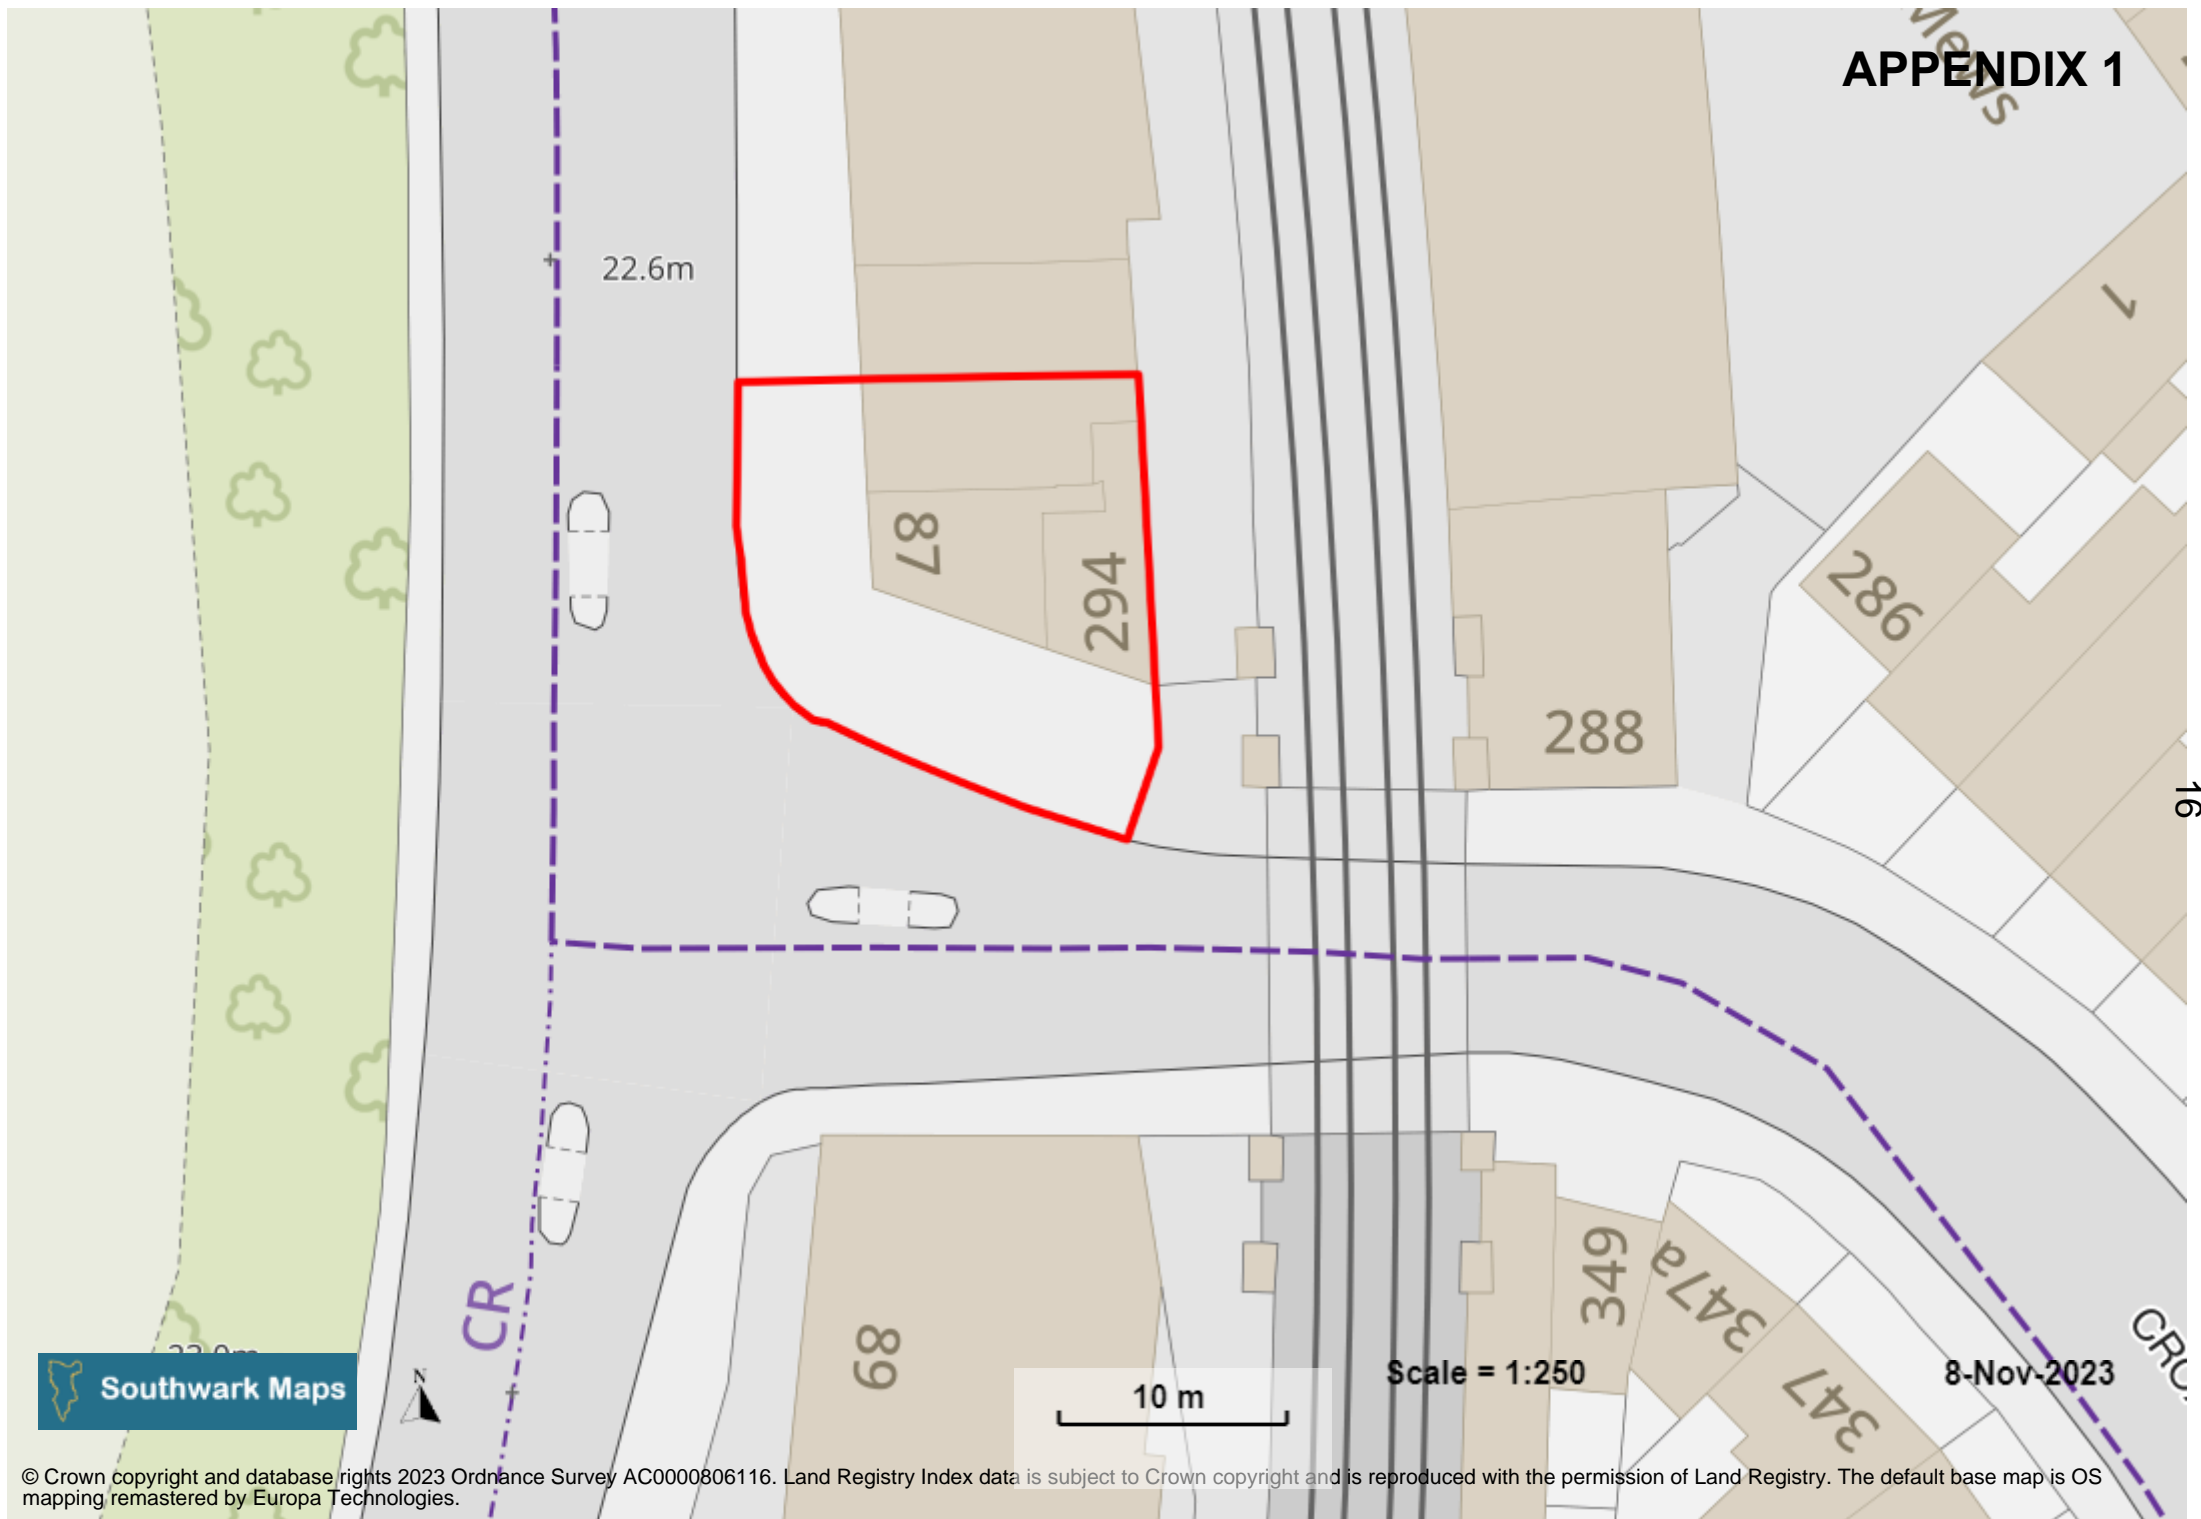 Mews
APPENDIX 1
22.6m
1
87
294
286
288
16
CR
68
349
347a
347
Southwark Maps
N
10 m
Scale = 1:250
8-Nov-2023
© Crown copyright and database rights 2023 Ordnance Survey AC0000806116. Land Registry Index data is subject to Crown copyright and is reproduced with the permission of Land Registry. The default base map is OS
mapping remastered by Europa Technologies.